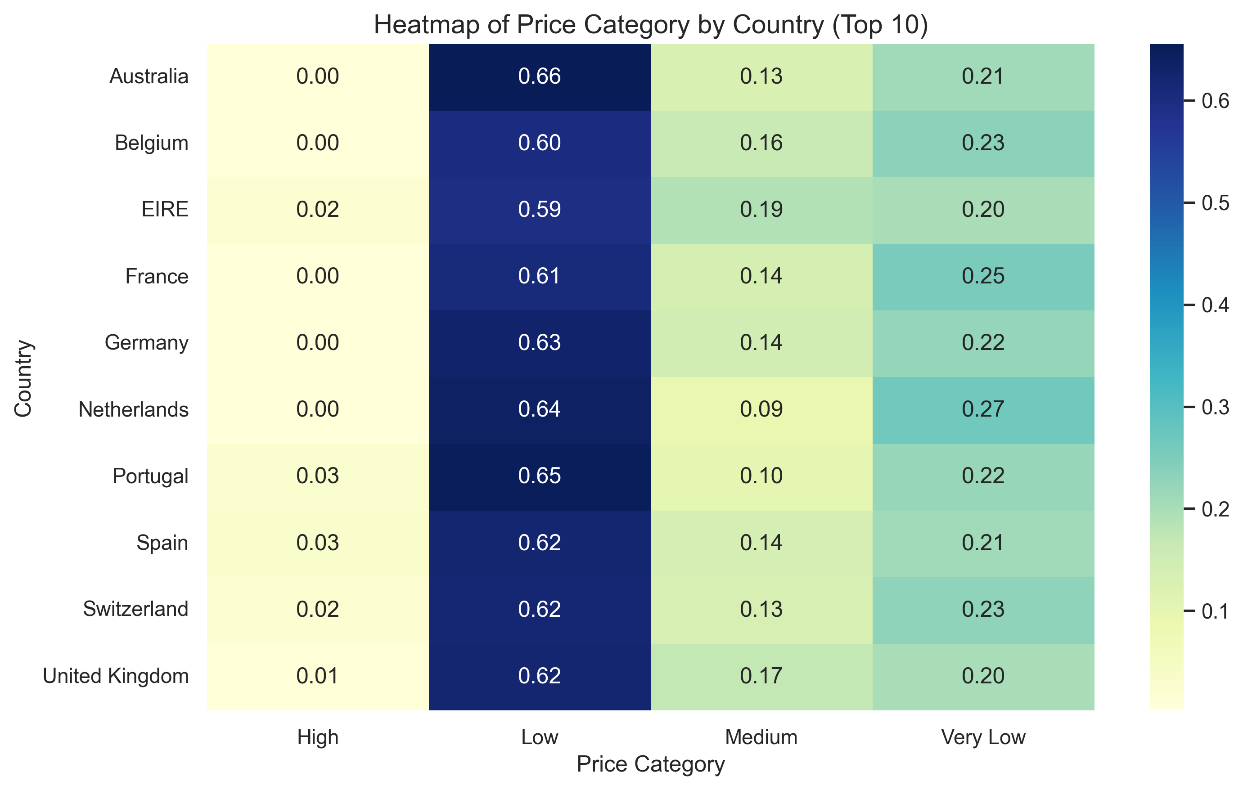 Heatmap of Price Category by Country (Top 10)
Australia 0.00 0.66 0.13 0.21
Belgium 0.00 0.60 0.16 0.23
EIRE 0.02 0.59 0.19 0.20
France 0.00 0.61 0.14 0.25
Germany 0.00 0.63 0.14 0.22
Netherlands 0.00 0.64 0.09 0.27
Portugal 0.03 0.65 0.10 0.22
Spain 0.03 0.62 0.14 0.21
Switzerland 0.02 0.62 0.13 0.23
United Kingdom 0.01 0.62 0.17 0.20
High Low Medium Very Low
Price Category
Country
0.6
0.5
0.4
0.3
0.2
0.1